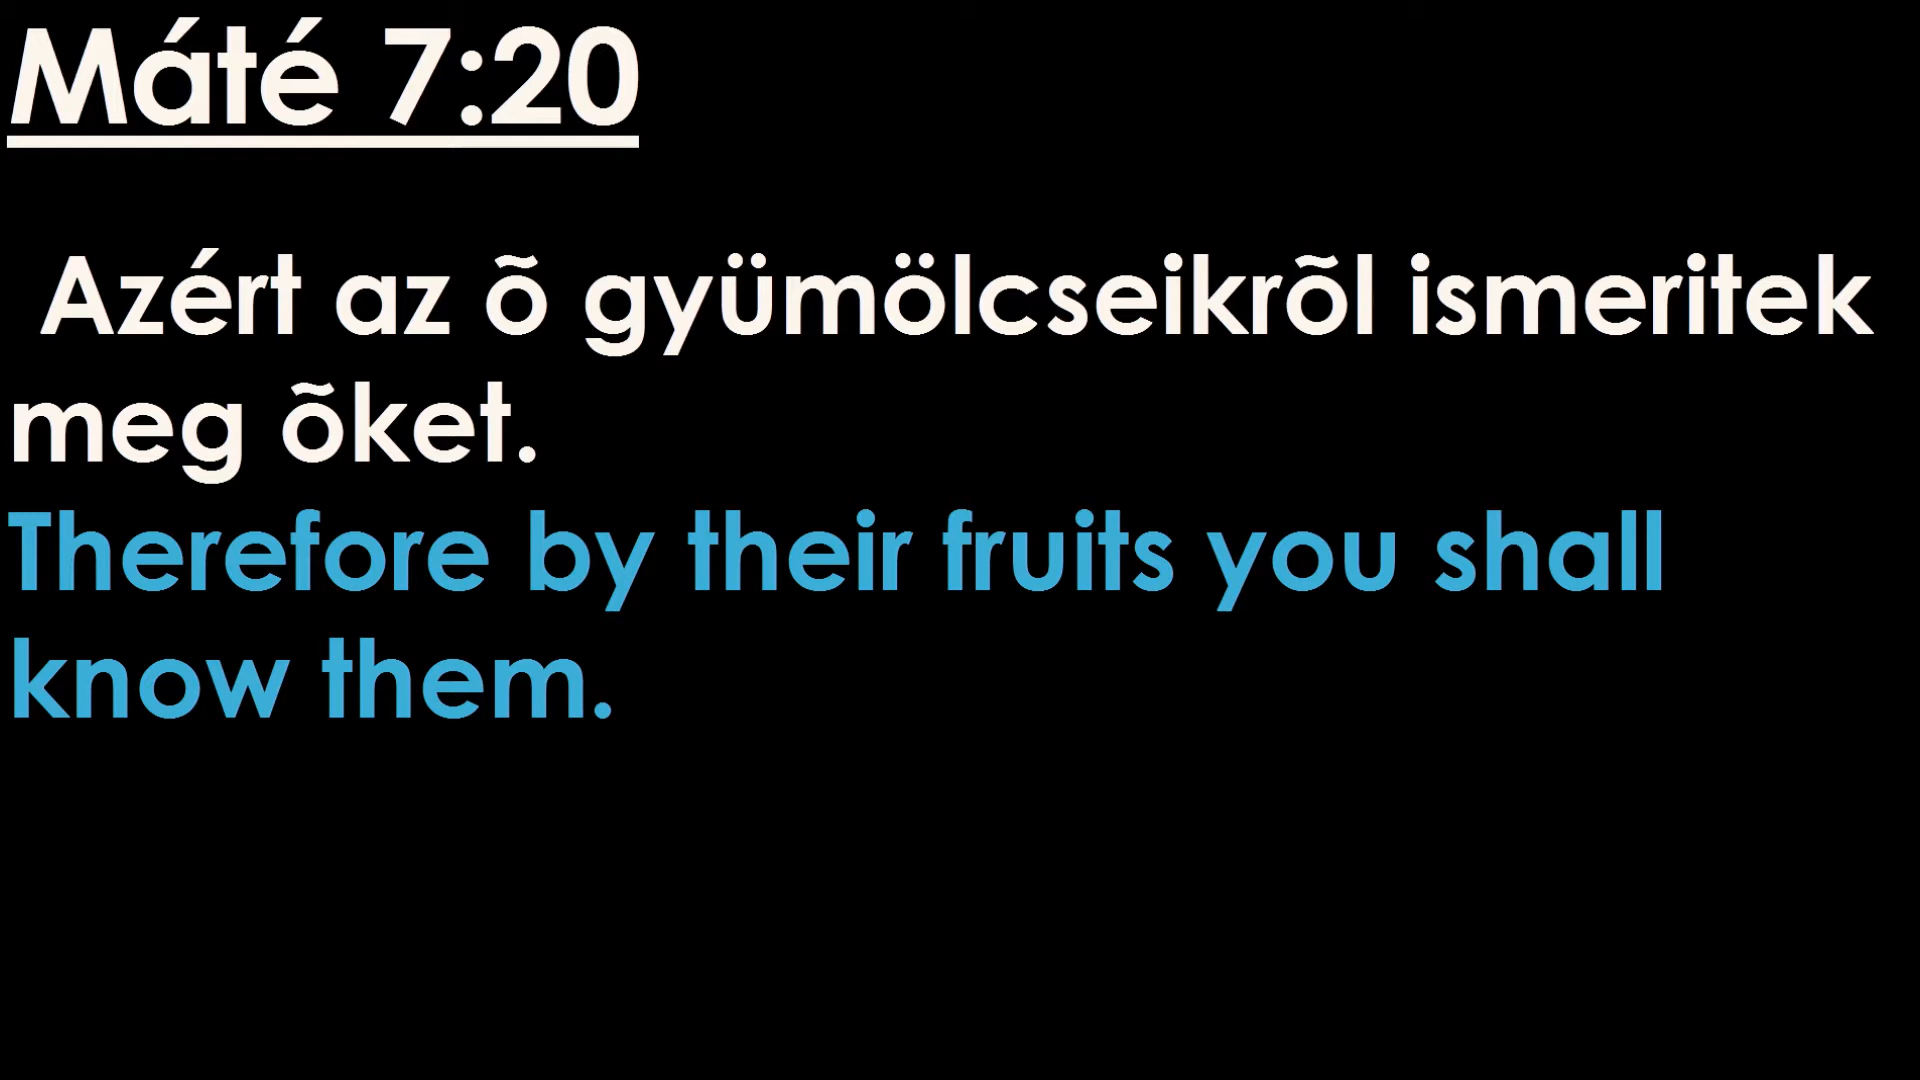 Máté 7:20
Azért az õ gyümölcseikrõl ismeritek
meg õket.
Therefore by their fruits you shall
know them.